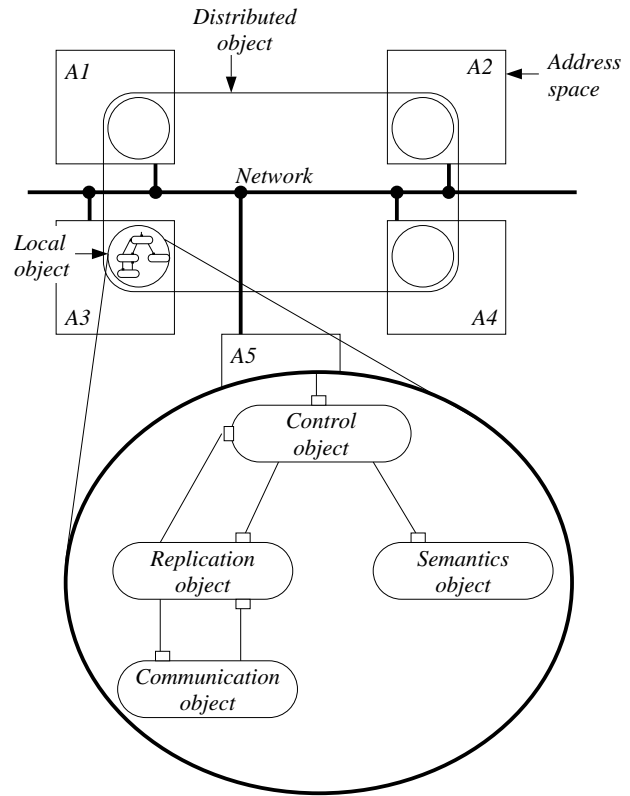 Distributed
object
A1
A2
Address
space
Network
Local
object
A3
A4
A5
Control
object
Replication
object
Semantics
object
Communication
object